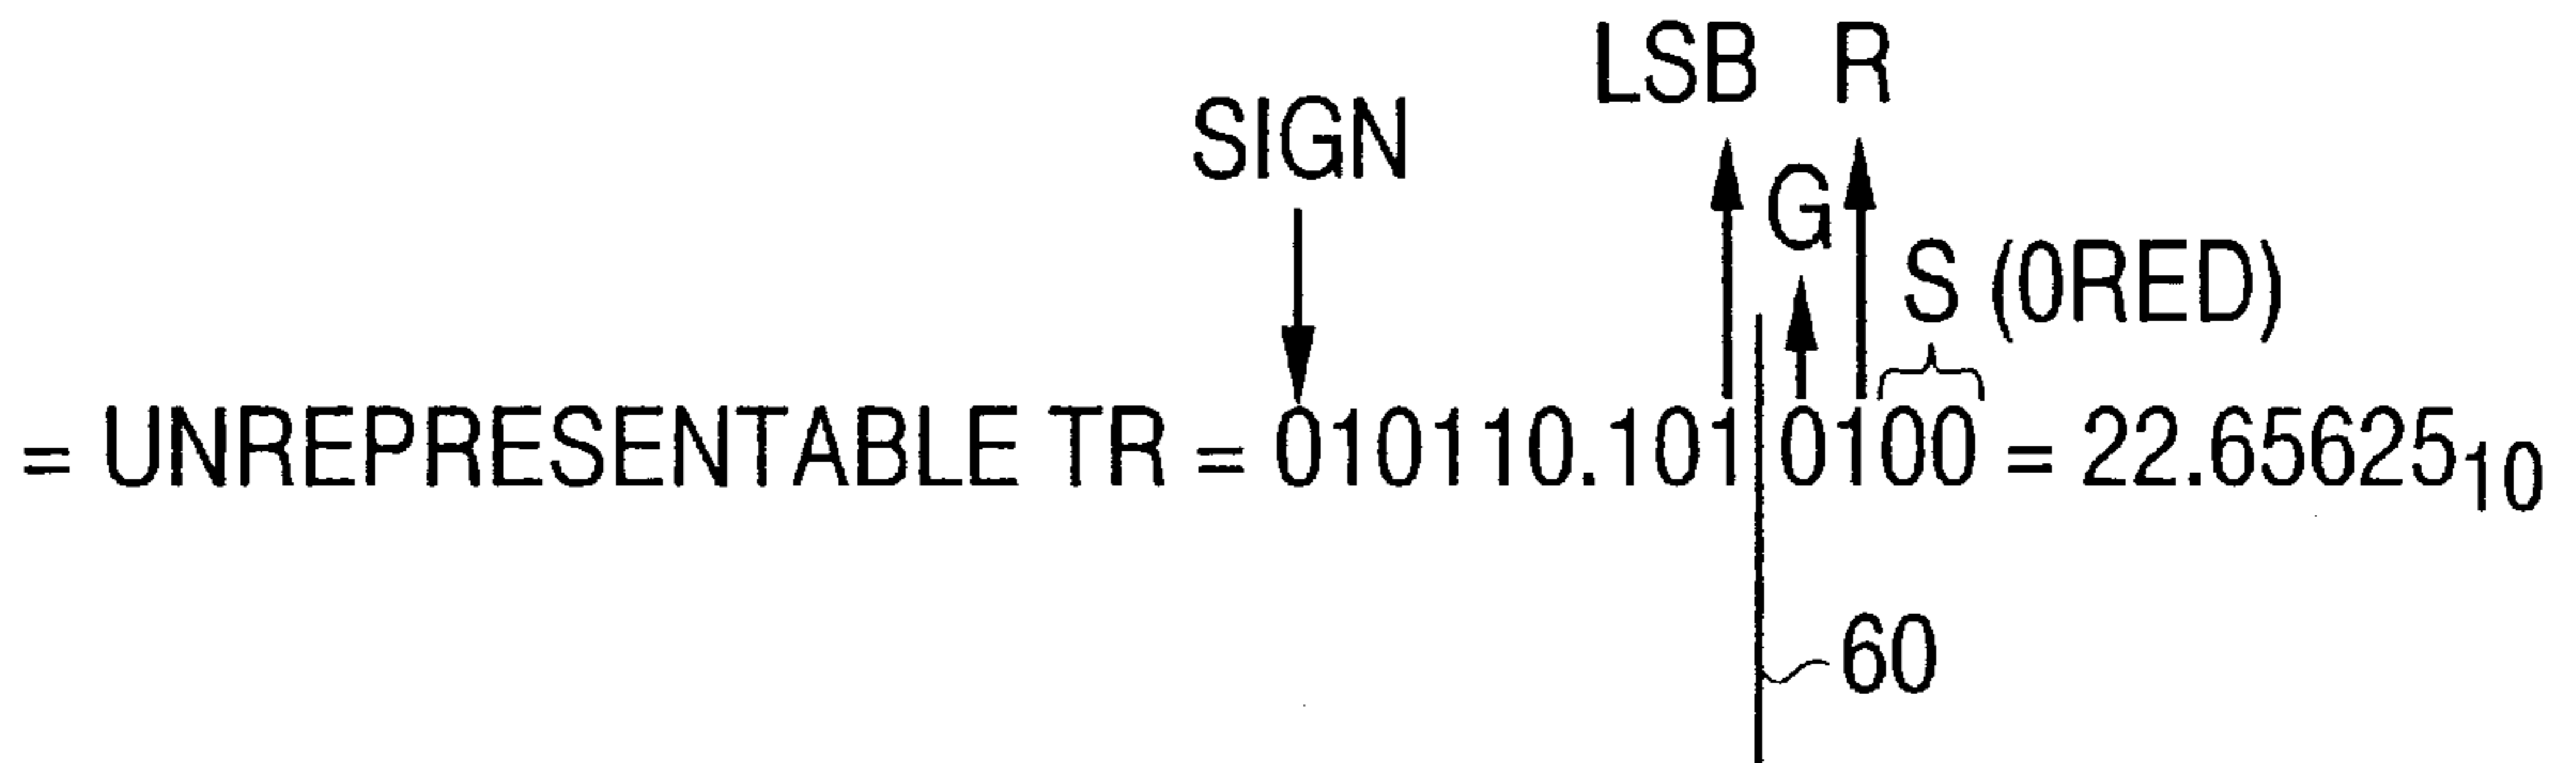 LSB R
SIGN
G
S (0RED)
= UNREPRESENTABLE TR = 010110.101 0100 = 22.65625₁₀
60